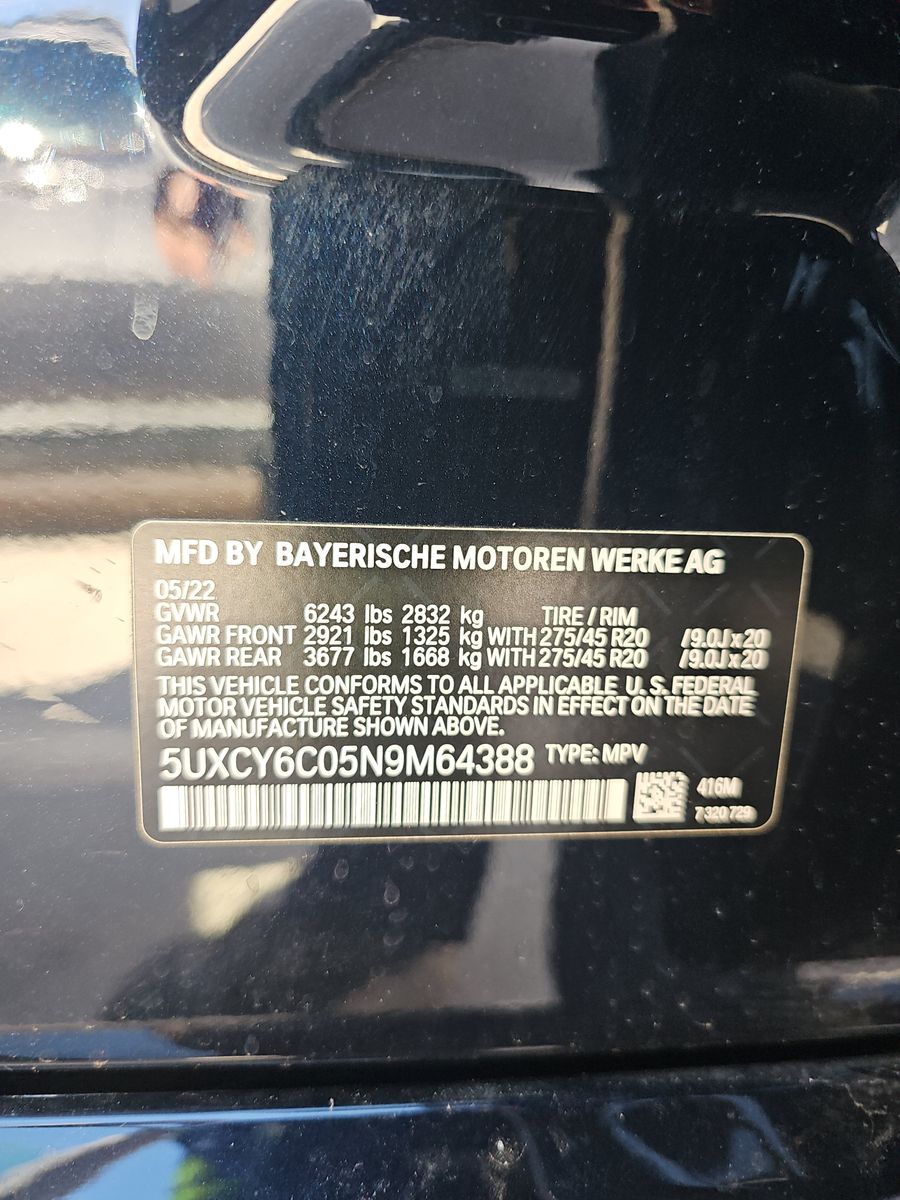 MFD BY BAYERISCHE MOTOREN WERKE AG
05/22
GVWR 6243 lbs 2832 kg TIRE / RIM
GAWR FRONT 2921 lbs 1325 kg WITH 275/45 R20 /9.0J x 20
GAWR REAR 3677 lbs 1668 kg WITH 275/45 R20 /9.0J x 20
THIS VEHICLE CONFORMS TO ALL APPLICABLE U. S. FEDERAL
MOTOR VEHICLE SAFETY STANDARDS IN EFFECT ON THE DATE
OF MANUFACTURE SHOWN ABOVE.
5UXCY6C05N9M64388 TYPE: MPV
416M
7 320 729